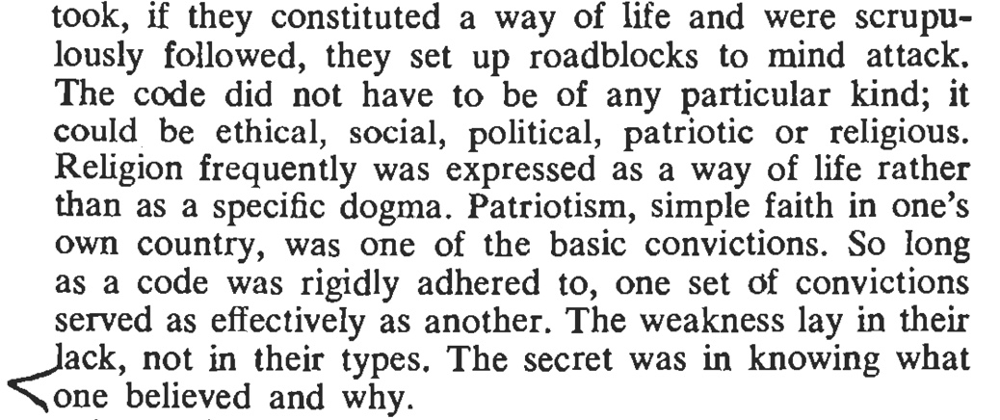 took, if they constituted a way of life and were scrupu-
lously followed, they set up roadblocks to mind attack.
The code did not have to be of any particular kind; it
could be ethical, social, political, patriotic or religious.
Religion frequently was expressed as a way of life rather
than as a specific dogma. Patriotism, simple faith in one's
own country, was one of the basic convictions. So long
as a code was rigidly adhered to, one set of convictions
served as effectively as another. The weakness lay in their
lack, not in their types. The secret was in knowing what
one believed and why.